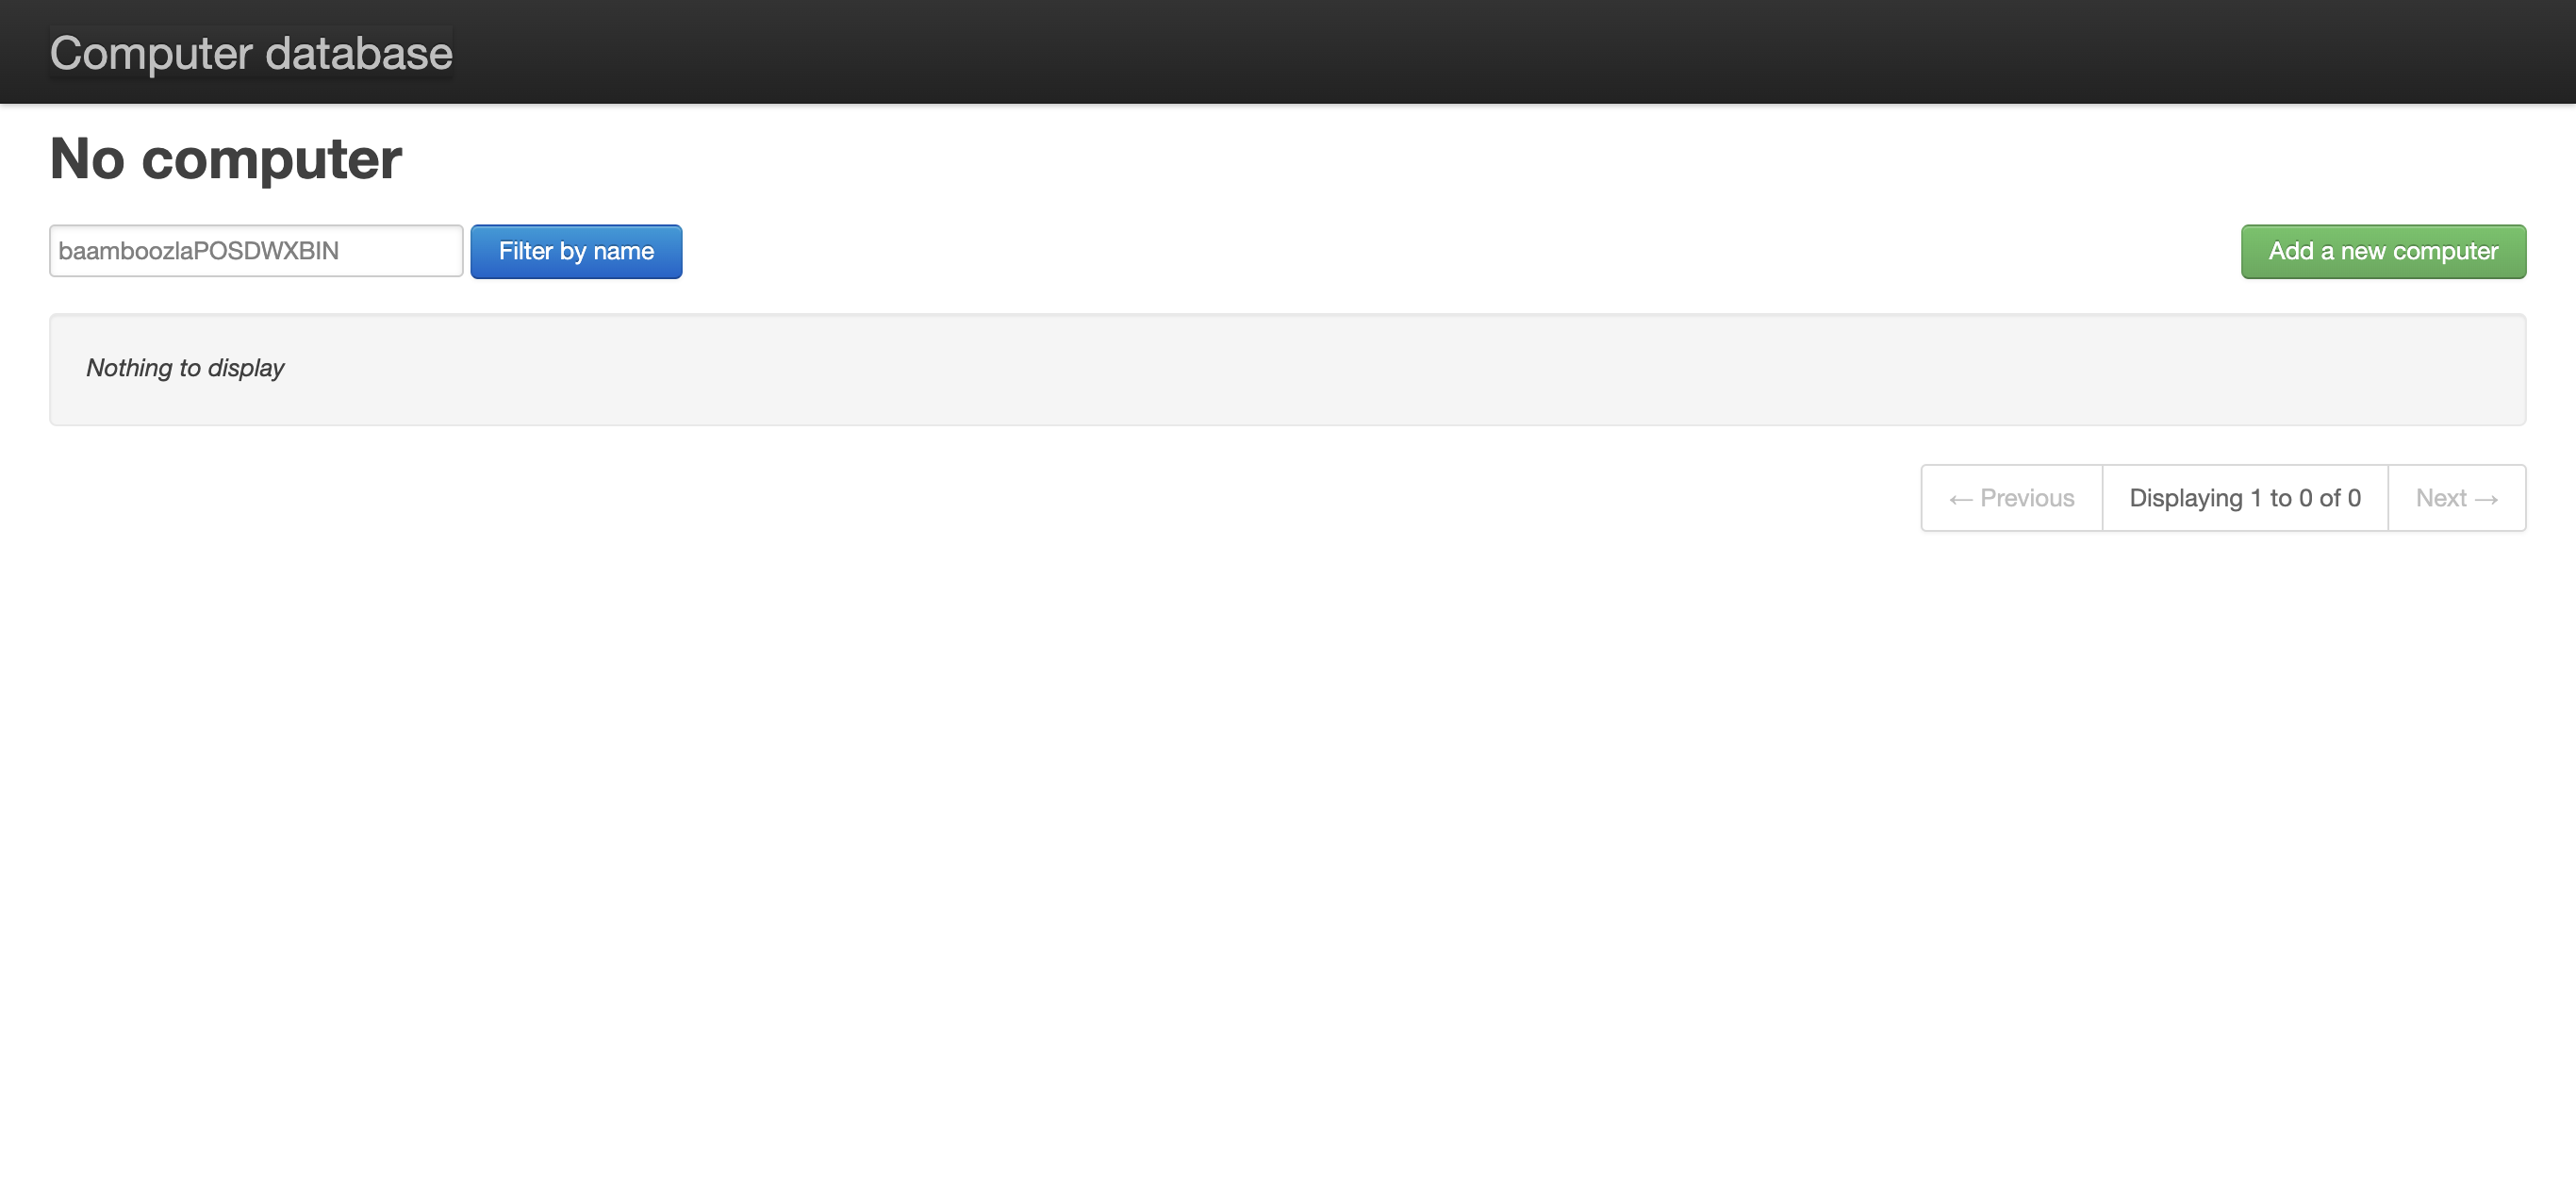 Computer database
No computer
baamboozlaPOSDWXBIN Filter by name Add a new computer
Nothing to display
← Previous Displaying 1 to 0 of 0 Next →